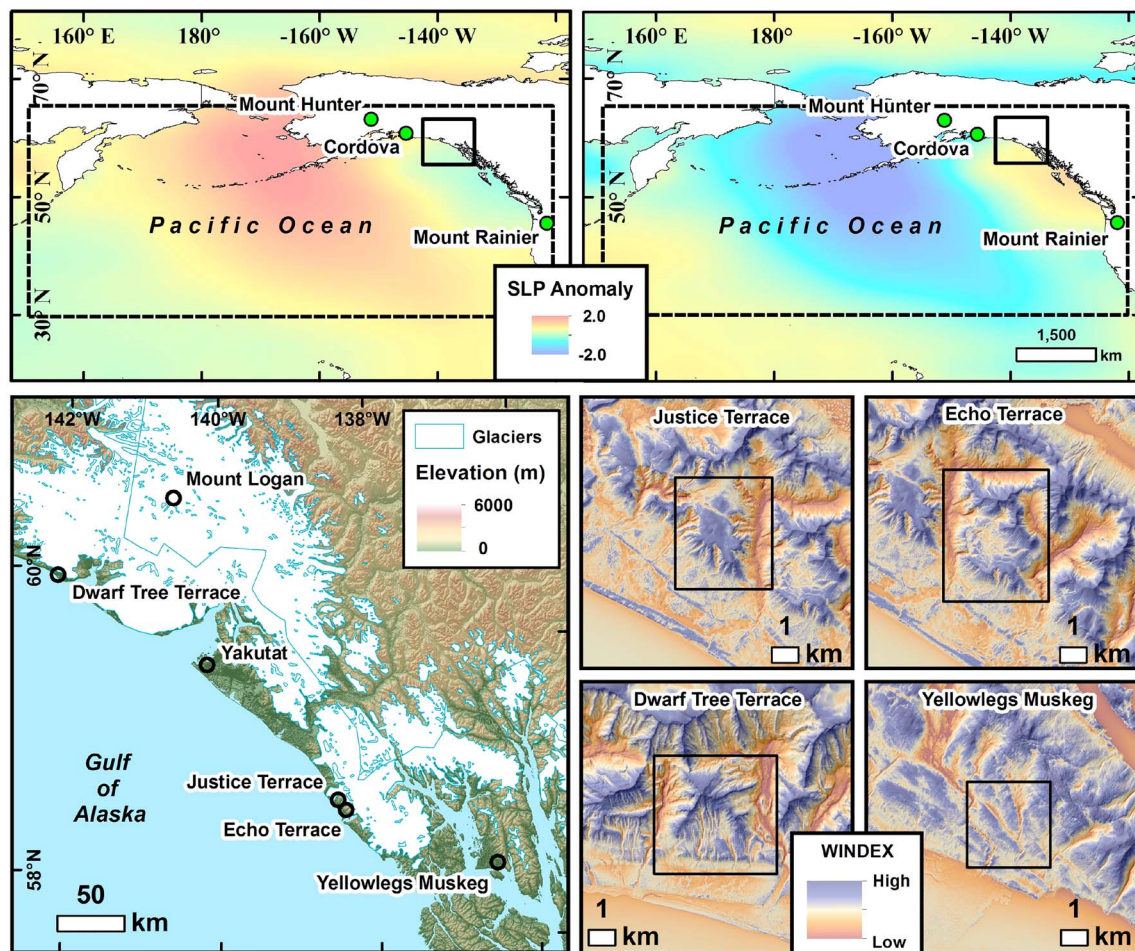 160° E 180° -160° W -140° W
70° N
Mount Hunter
Cordova
50° N
Pacific Ocean
Mount Rainier
30° N
160° E 180° -160° W -140° W
70° N
Mount Hunter
Cordova
50° N
Pacific Ocean
Mount Rainier
30° N
SLP Anomaly
2.0
-2.0
1,500
km
142°W 140°W 138°W
Glaciers
Elevation (m)
6000
0
Mount Logan
60°N
Dwarf Tree Terrace
Yakutat
Gulf
of
Alaska
Justice Terrace
Echo Terrace
58°N
Yellowlegs Muskeg
50
km
Justice Terrace
1
km
Echo Terrace
1
km
Dwarf Tree Terrace
1
km
Yellowlegs Muskeg
1
km
WINDEX
High
Low